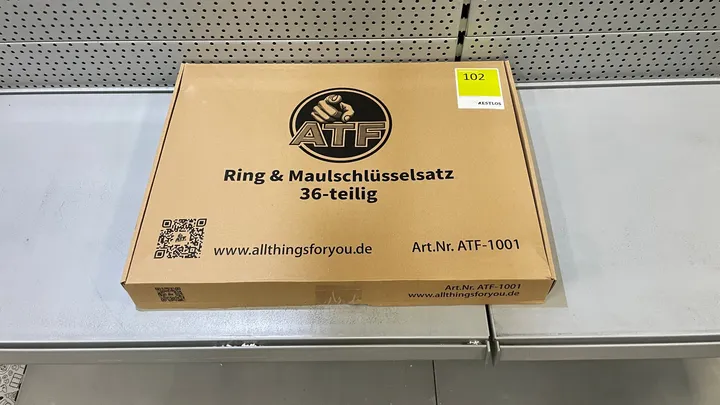 102
RESTLOS
ATF
Ring & Maulschlüsselsatz
36-teilig
www.allthingsforyou.de
Art.Nr. ATF-1001
Art.Nr. ATF-1001
www.allthingsforyou.de